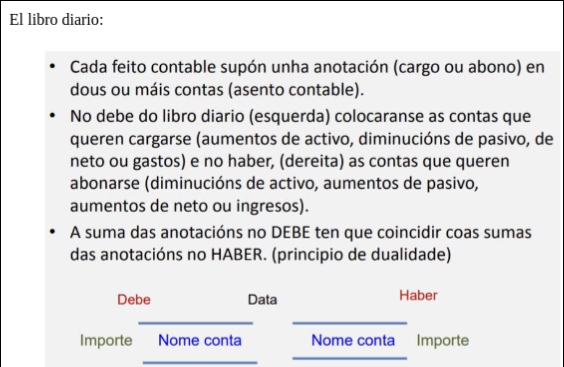 El libro diario:
• Cada feito contable supón unha anotación (cargo ou abono) en
dous ou máis contas (asento contable).
• No debe do libro diario (esquerda) colocaranse as contas que
queren cargarse (aumentos de activo, diminucións de pasivo, de
neto ou gastos) e no haber, (dereita) as contas que queren
abonarse (diminucións de activo, aumentos de pasivo,
aumentos de neto ou ingresos).
• A suma das anotacións no DEBE ten que coincidir coas sumas
das anotacións no HABER. (principio de dualidade)
Debe Data Haber
Importe Nome conta Nome conta Importe